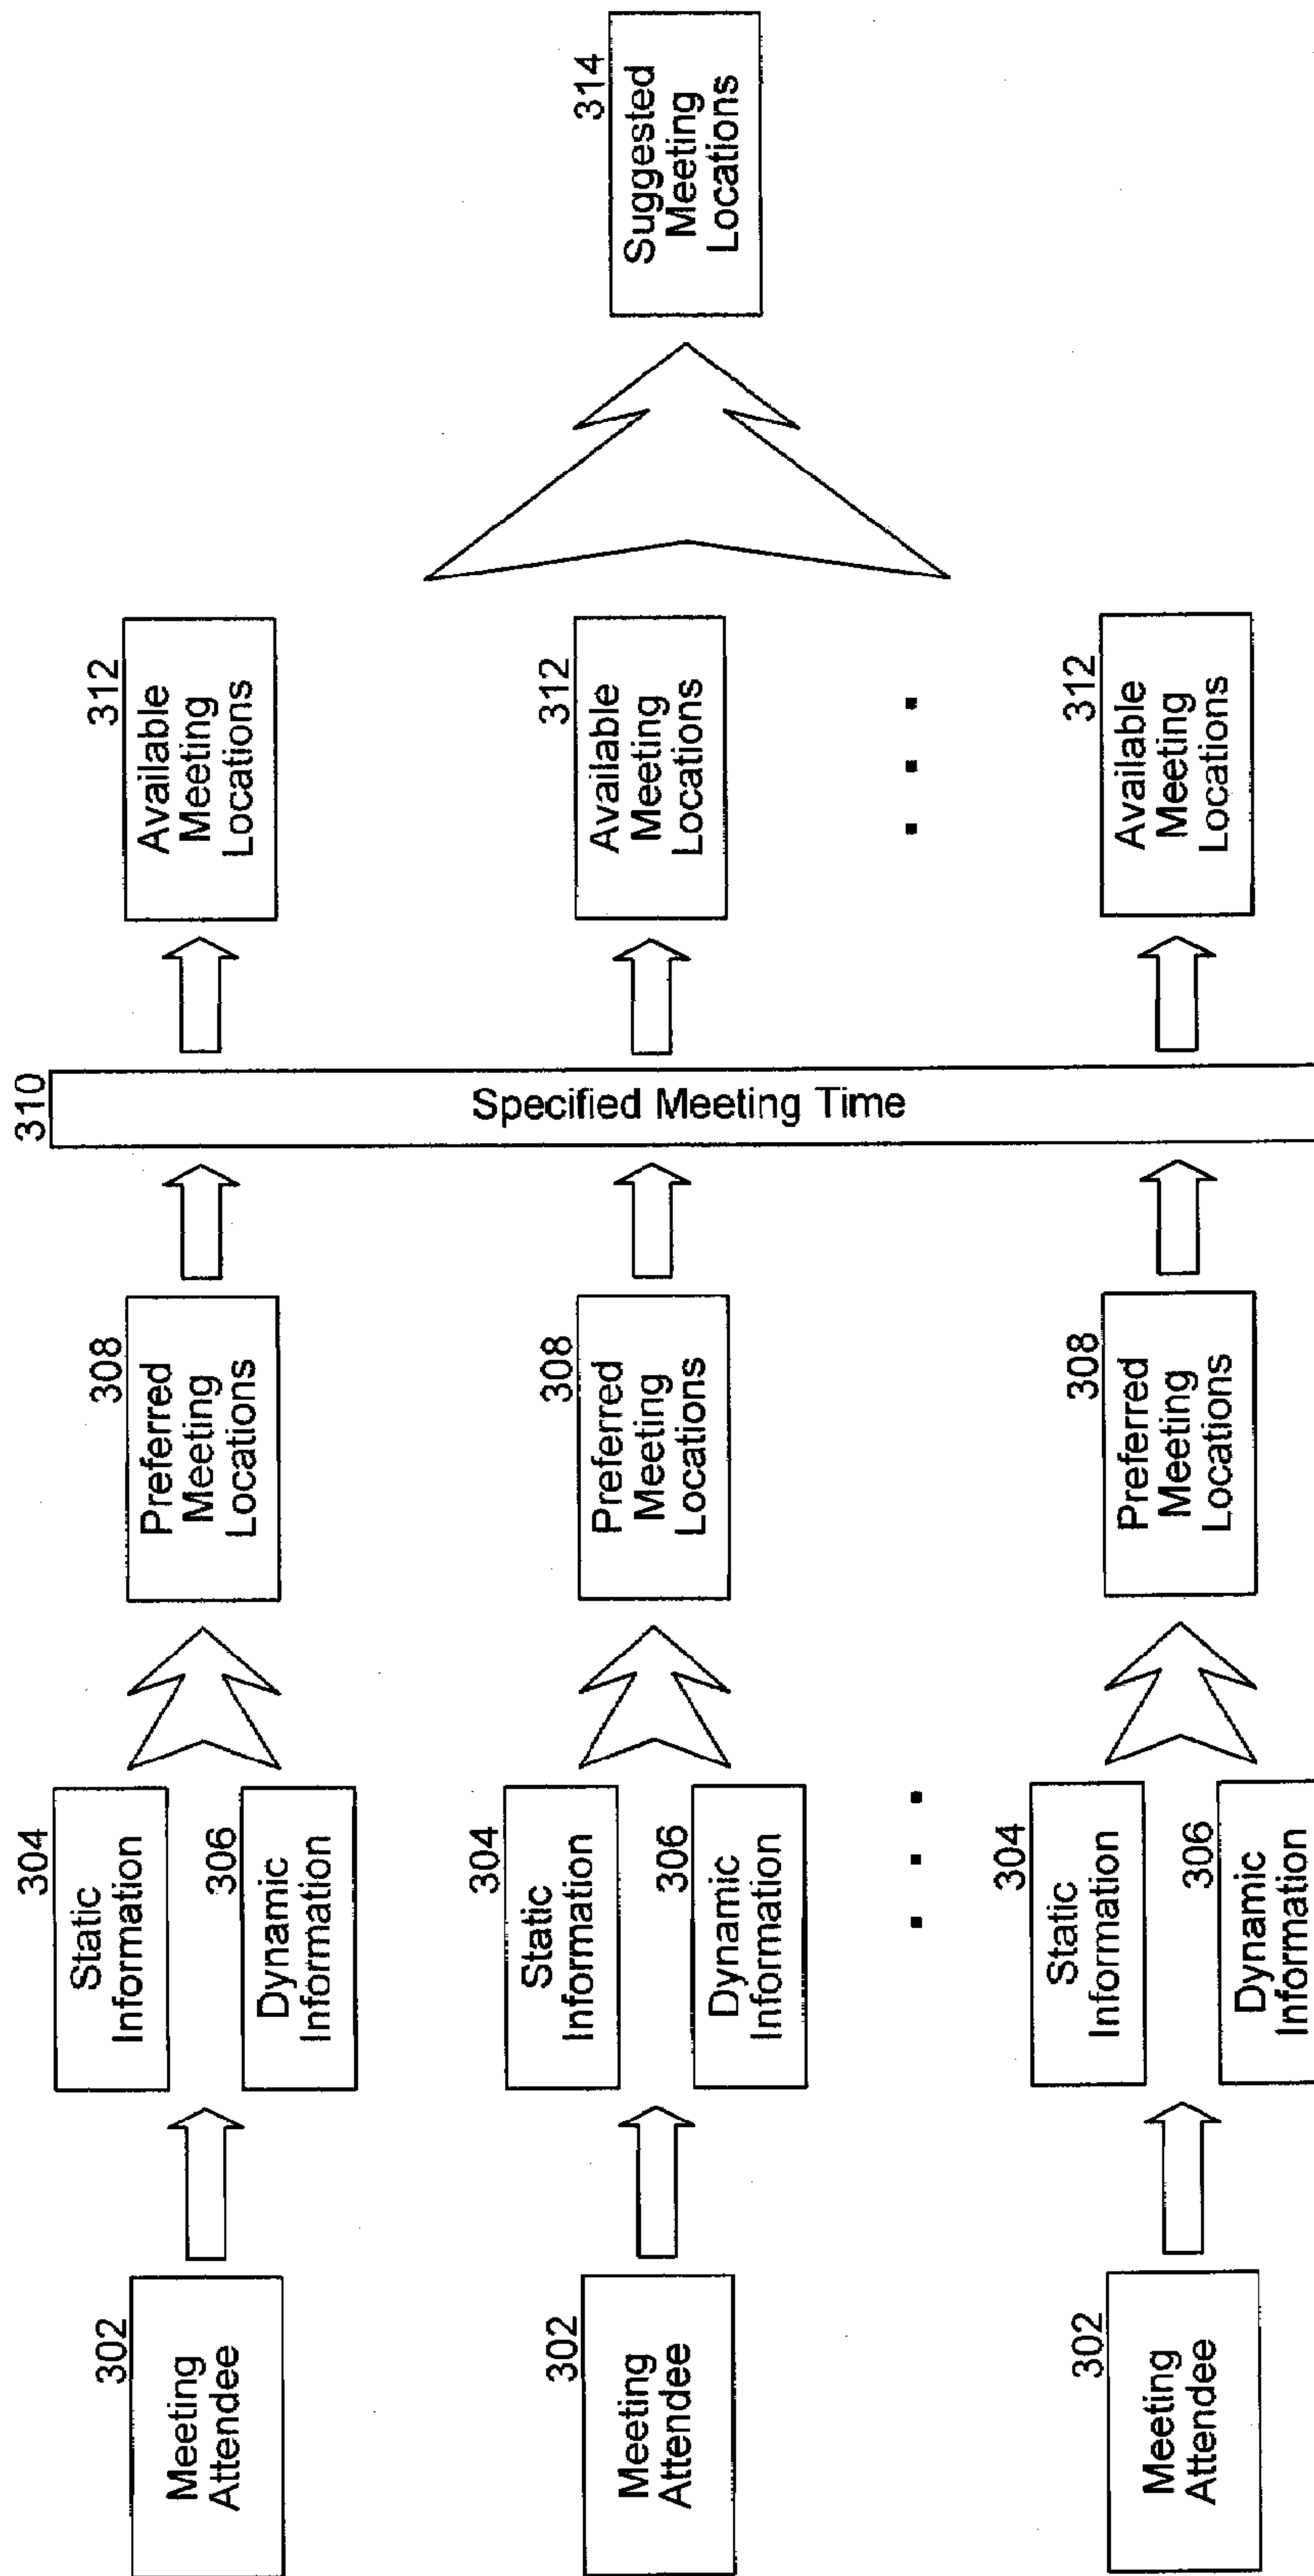 302
Meeting
Attendee
304
Static
Information
306
Dynamic
Information
308
Preferred
Meeting
Locations
310
Specified Meeting Time
312
Available
Meeting
Locations
314
Suggested
Meeting
Locations
302
Meeting
Attendee
304
Static
Information
306
Dynamic
Information
308
Preferred
Meeting
Locations
312
Available
Meeting
Locations
302
Meeting
Attendee
304
Static
Information
306
Dynamic
Information
308
Preferred
Meeting
Locations
312
Available
Meeting
Locations